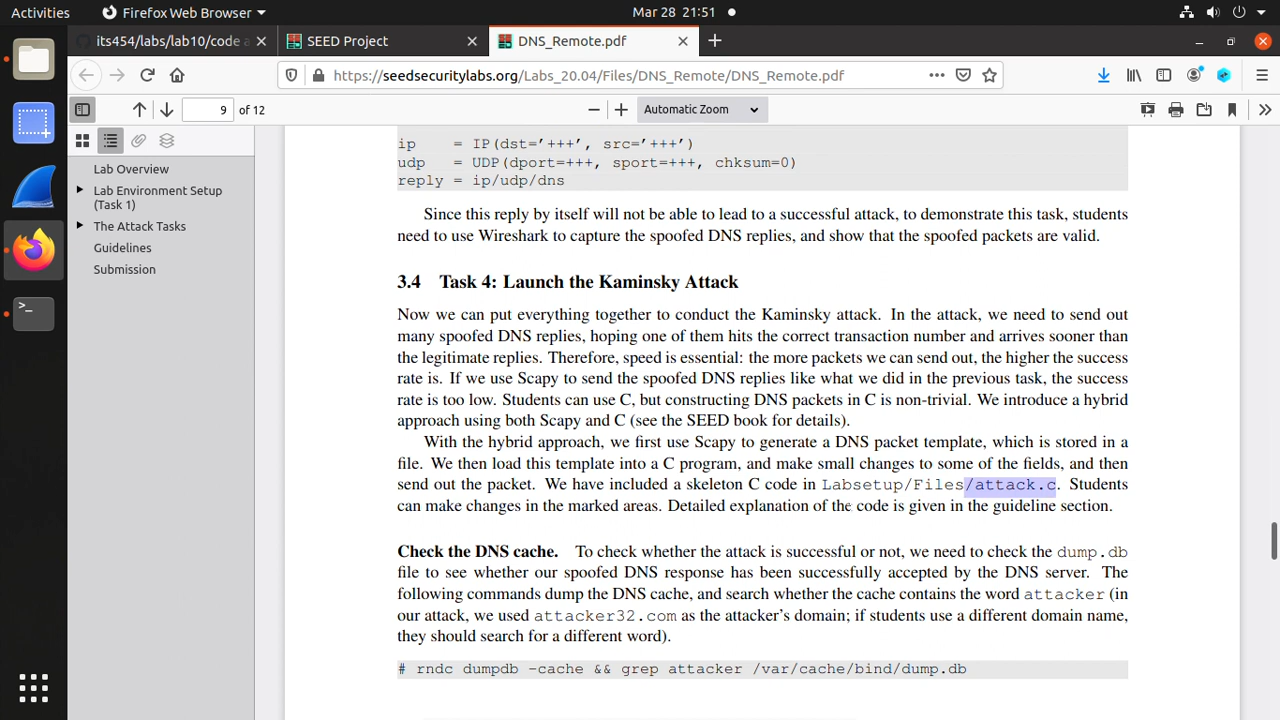 Activities
Firefox Web Browser
Mar 28 21:51
its454/labs/lab10/code a
SEED Project
DNS_Remote.pdf
https://seedsecuritylabs.org/Labs_20.04/Files/DNS_Remote/DNS_Remote.pdf
9 of 12
Automatic Zoom
Lab Overview
Lab Environment Setup
(Task 1)
The Attack Tasks
Guidelines
Submission
ip = IP(dst='+++', src='+++')
udp = UDP(dport=+++, sport=+++, chksum=0)
reply = ip/udp/dns
Since this reply by itself will not be able to lead to a successful attack, to demonstrate this task, students
need to use Wireshark to capture the spoofed DNS replies, and show that the spoofed packets are valid.
3.4 Task 4: Launch the Kaminsky Attack
Now we can put everything together to conduct the Kaminsky attack. In the attack, we need to send out
many spoofed DNS replies, hoping one of them hits the correct transaction number and arrives sooner than
the legitimate replies. Therefore, speed is essential: the more packets we can send out, the higher the success
rate is. If we use Scapy to send the spoofed DNS replies like what we did in the previous task, the success
rate is too low. Students can use C, but constructing DNS packets in C is non-trivial. We introduce a hybrid
approach using both Scapy and C (see the SEED book for details).
With the hybrid approach, we first use Scapy to generate a DNS packet template, which is stored in a
file. We then load this template into a C program, and make small changes to some of the fields, and then
send out the packet. We have included a skeleton C code in Labsetup/Files/attack.c. Students
can make changes in the marked areas. Detailed explanation of the code is given in the guideline section.
Check the DNS cache. To check whether the attack is successful or not, we need to check the dump.db
file to see whether our spoofed DNS response has been successfully accepted by the DNS server. The
following commands dump the DNS cache, and search whether the cache contains the word attacker (in
our attack, we used attacker32.com as the attacker's domain; if students use a different domain name,
they should search for a different word).
# rndc dumpdb -cache && grep attacker /var/cache/bind/dump.db